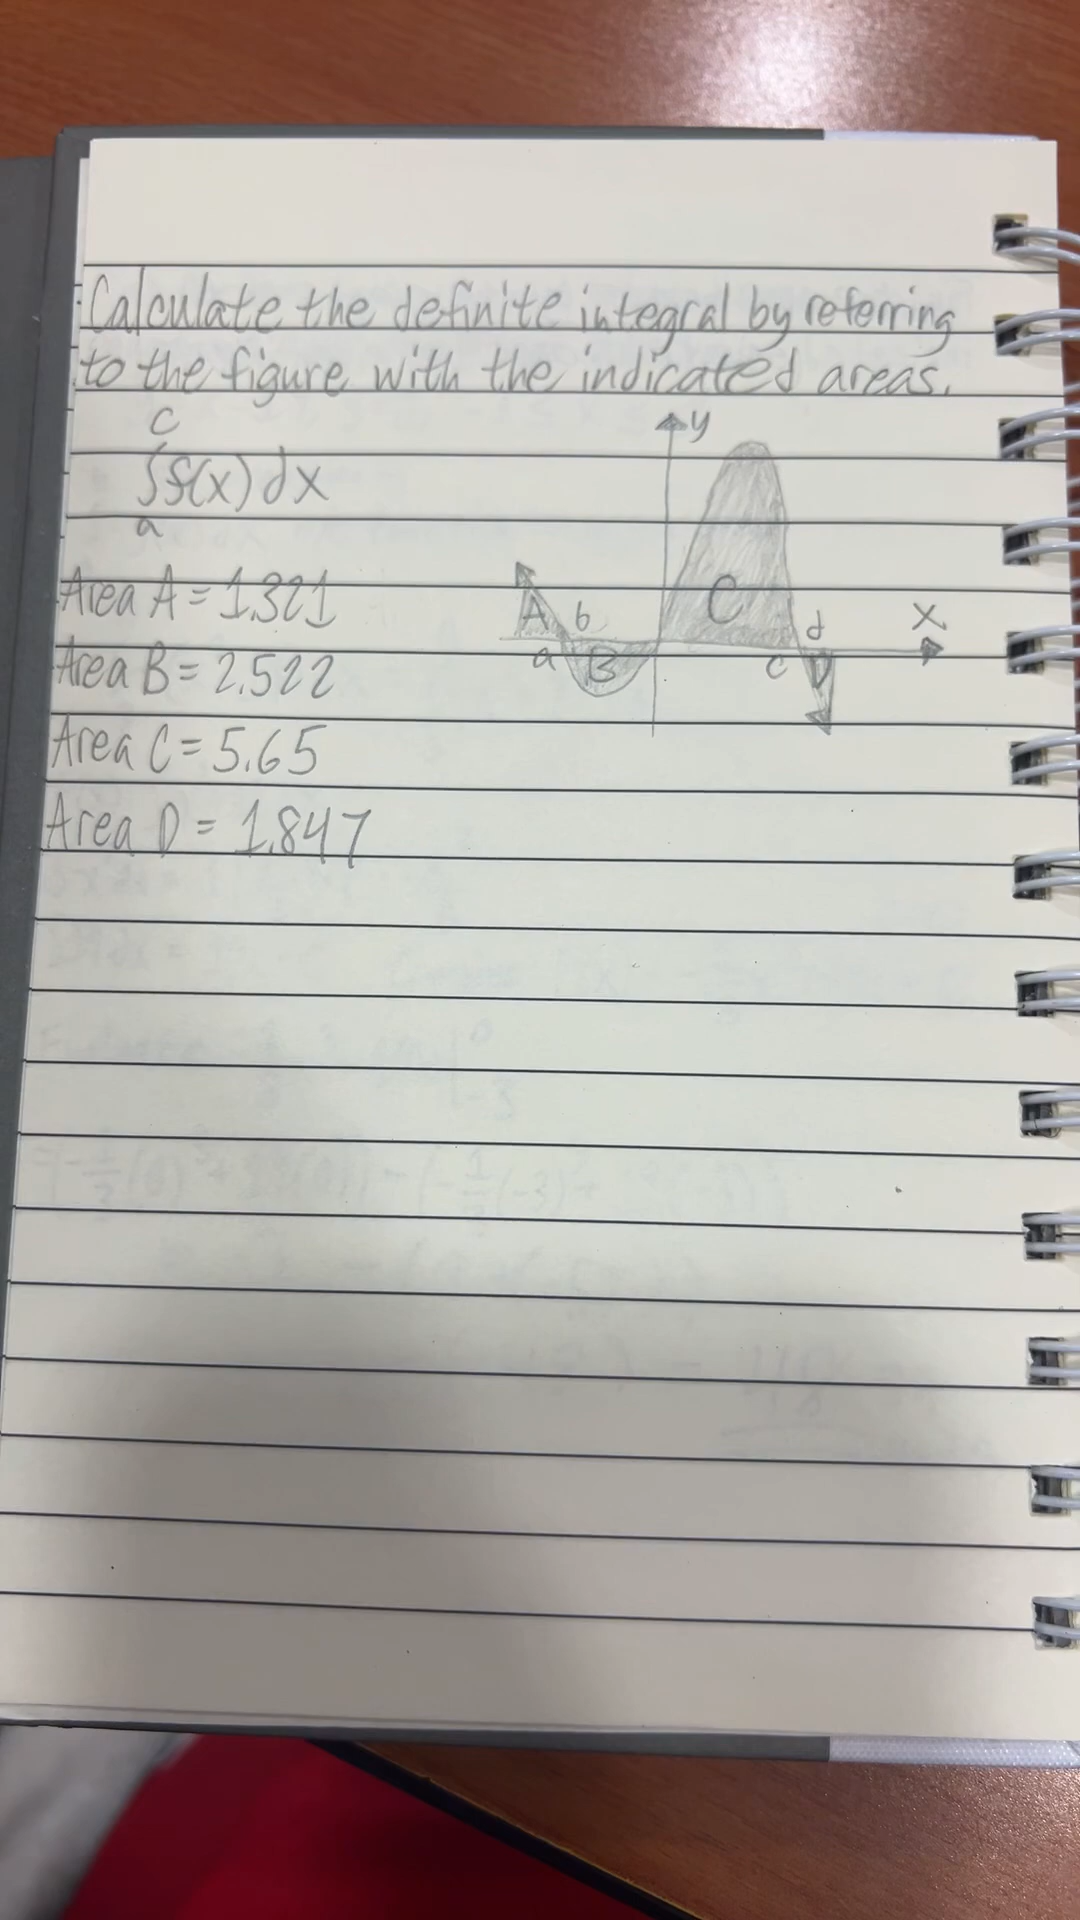 Calculate the definite integral by referring
to the figure with the indicated areas.
c
∫f(x)dx
a
Area A = 1.321
Area B = 2.522
Area C = 5.65
Area D = 1.847
y
A b C d X
a B c D